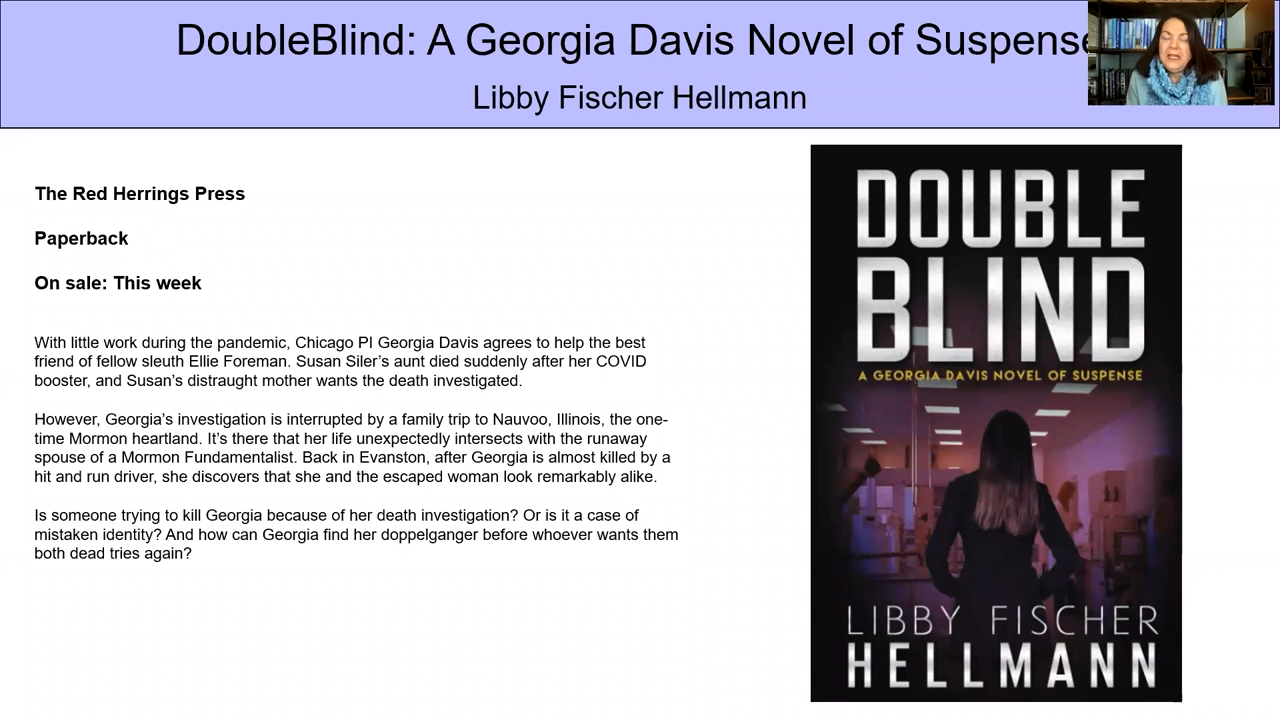 DoubleBlind: A Georgia Davis Novel of Suspense
Libby Fischer Hellmann
The Red Herrings Press
Paperback
On sale: This week
With little work during the pandemic, Chicago PI Georgia Davis agrees to help the best
friend of fellow sleuth Ellie Foreman. Susan Siler’s aunt died suddenly after her COVID
booster, and Susan’s distraught mother wants the death investigated.
However, Georgia’s investigation is interrupted by a family trip to Nauvoo, Illinois, the one-
time Mormon heartland. It’s there that her life unexpectedly intersects with the runaway
spouse of a Mormon Fundamentalist. Back in Evanston, after Georgia is almost killed by a
hit and run driver, she discovers that she and the escaped woman look remarkably alike.
Is someone trying to kill Georgia because of her death investigation? Or is it a case of
mistaken identity? And how can Georgia find her doppelganger before whoever wants them
both dead tries again?
DOUBLE
BLIND
A GEORGIA DAVIS NOVEL OF SUSPENSE
LIBBY FISCHER
HELLMANN